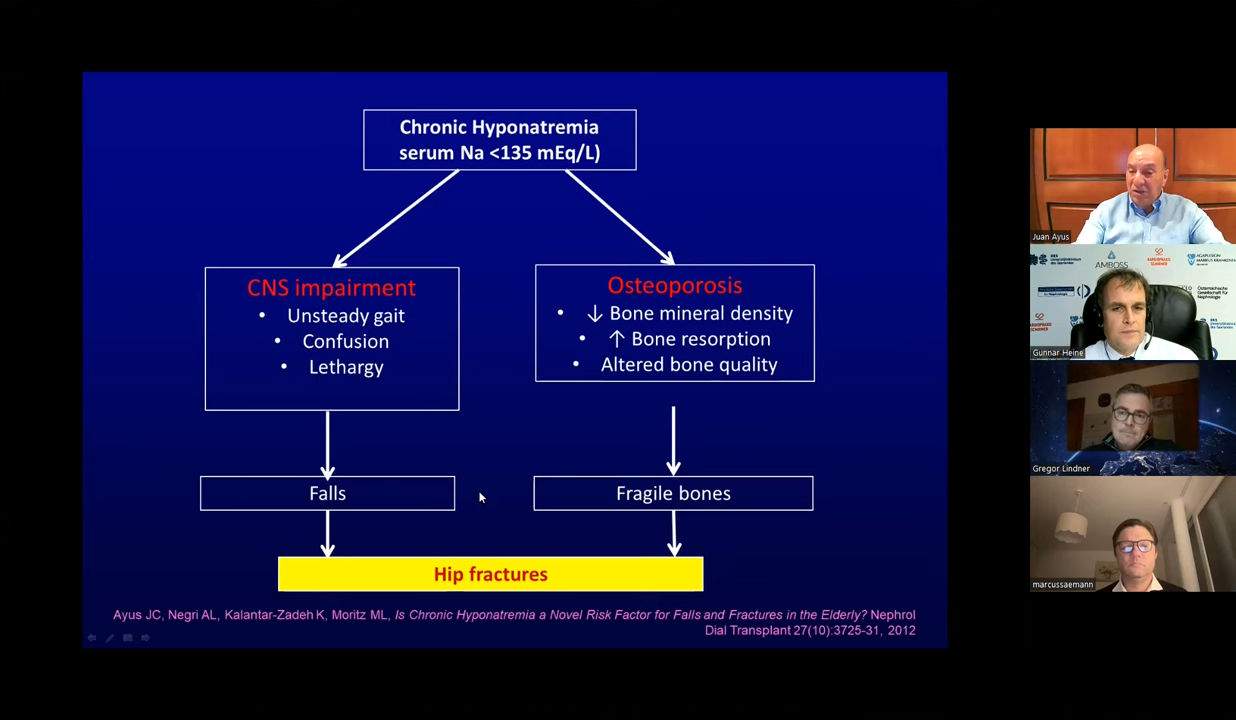 Chronic Hyponatremia
serum Na <135 mEq/L)
CNS impairment
• Unsteady gait
• Confusion
• Lethargy
Osteoporosis
• ↓ Bone mineral density
• ↑ Bone resorption
• Altered bone quality
Falls
Fragile bones
Hip fractures
Ayus JC, Negri AL, Kalantar-Zadeh K, Moritz ML, Is Chronic Hyponatremia a Novel Risk Factor for Falls and Fractures in the Elderly? Nephrol
Dial Transplant 27(10):3725-31, 2012
Juan Ayus
AMBOSS
Gunnar Heine
Gregor Lindner
marcussaemann